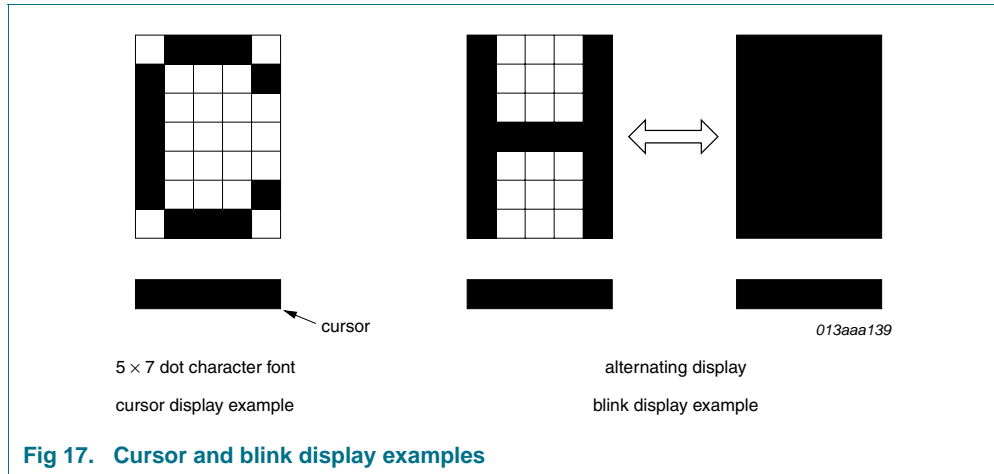 cursor
013aaa139
5 × 7 dot character font
alternating display
cursor display example
blink display example
Fig 17. Cursor and blink display examples